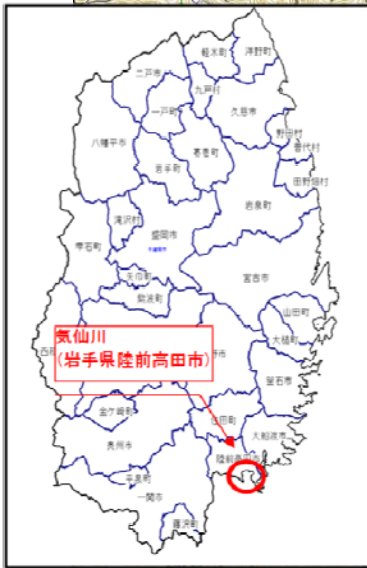 軽米町
洋野町
二戸市
九戸村
一戸町
久慈市
野田村
普代村
八幡平市
葛巻町
岩手町
田野畑村
岩泉町
滝沢村
盛岡市
雫石町
宮古市
矢巾町
紫波町
山田町
大槌町
気仙川
(岩手県陸前高田市)
西
野市
釜石市
金ケ崎町
住田町
大船渡市
奥州市
陸前高田市
平泉町
一関市
藤沢町